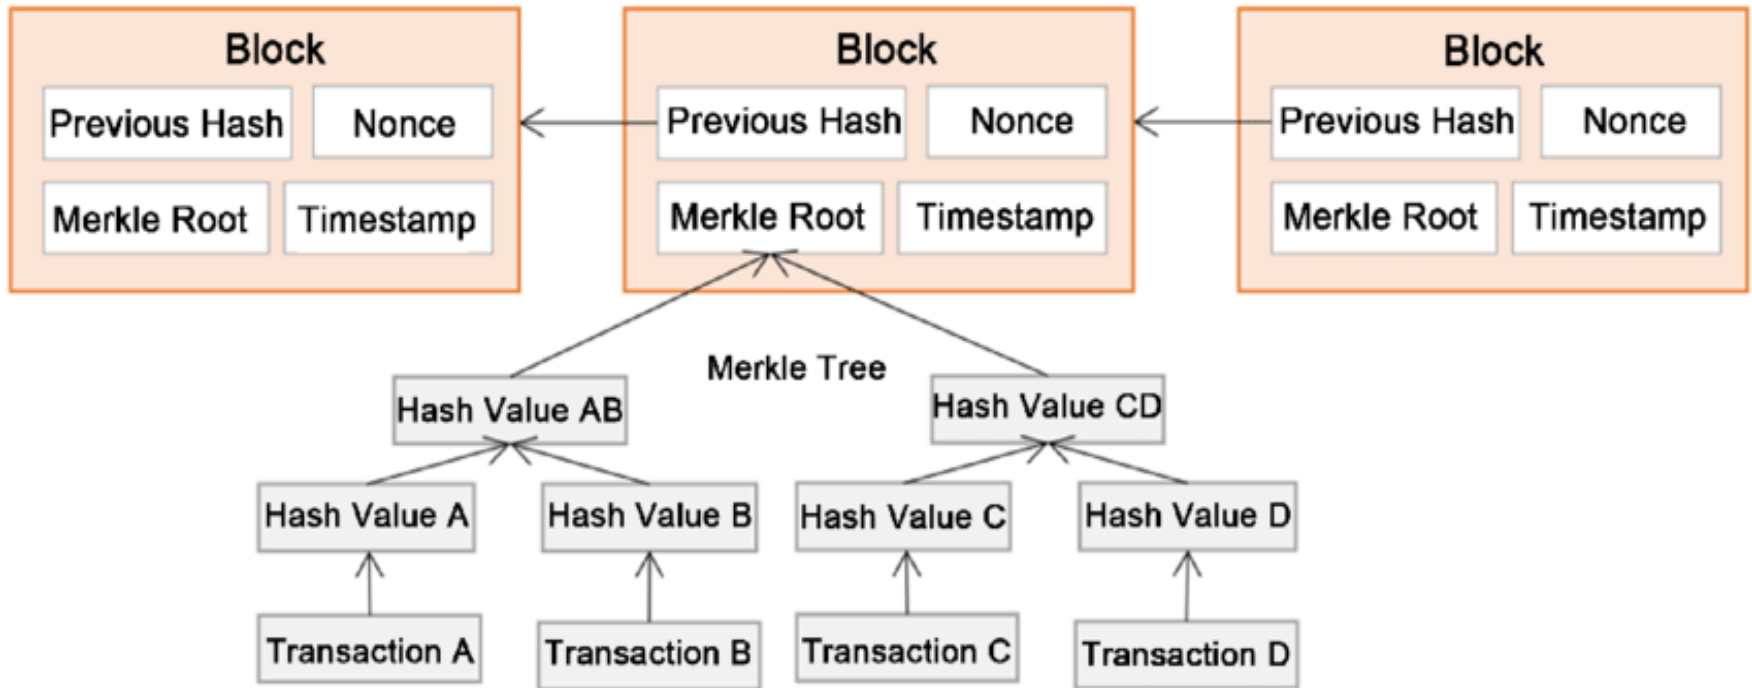 Block
Previous Hash
Nonce
Merkle Root
Timestamp
Block
Previous Hash
Nonce
Merkle Root
Timestamp
Block
Previous Hash
Nonce
Merkle Root
Timestamp
Merkle Tree
Hash Value AB
Hash Value CD
Hash Value A
Hash Value B
Hash Value C
Hash Value D
Transaction A
Transaction B
Transaction C
Transaction D